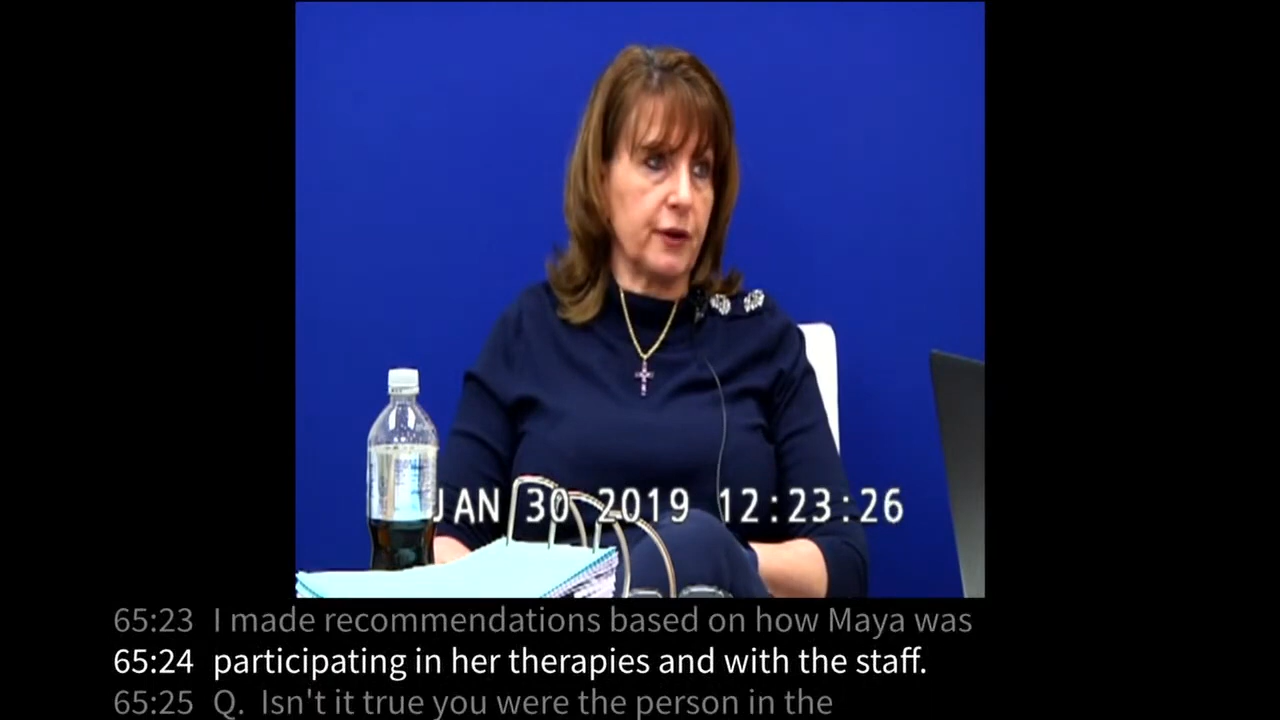 JAN 30 2019 12:23:26
65:23 I made recommendations based on how Maya was
65:24 participating in her therapies and with the staff.
65:25 Q. Isn't it true you were the person in the